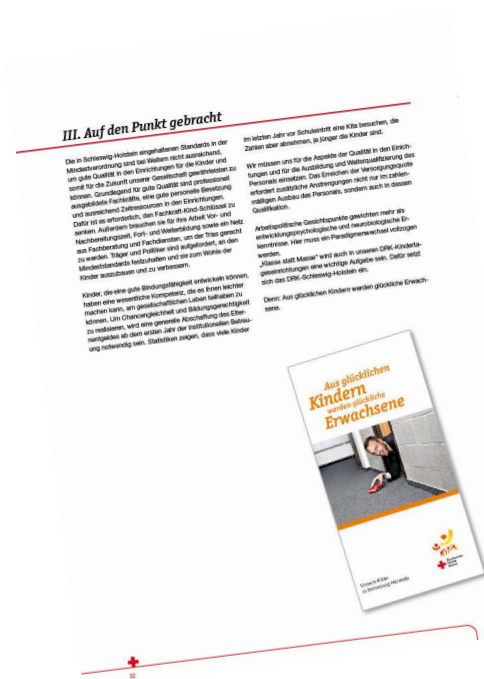 III. Auf den Punkt gebracht
Die in Schleswig-Holstein eingehaltenen Standards in der
Mindestverordnung sind bei Weitem nicht ausreichend,
um gute Qualität in den Einrichtungen für die Kinder und
somit für die Zukunft unserer Gesellschaft gewährleisten zu
können. Grundlegend für gute Qualität sind professionell
ausgebildete Fachkräfte, eine gute personelle Besetzung
und ausreichend Zeitressourcen in den Einrichtungen.
Dafür ist es erforderlich, den Fachkraft-Kind-Schlüssel zu
senken. Außerdem brauchen sie für ihre Arbeit Vor- und
Nachbereitungszeit, Fort- und Weiterbildung sowie ein Netz
aus Fachberatung und Fachdiensten, um der Trias gerecht
zu werden. Träger und Politiker sind aufgefordert, an den
Mindeststandards festzuhalten und sie zum Wohle der
Kinder auszubauen und zu verbessern.
Kinder, die eine gute Bindungsfähigkeit entwickeln können,
haben eine wesentliche Kompetenz, die es ihnen leichter
machen kann, am gesellschaftlichen Leben teilhaben zu
können. Um Chancengleichheit und Bildungsgerechtigkeit
zu realisieren, wird eine generelle Abschaffung des Elter-
nentgeldes ab dem ersten Jahr der institutionellen Betreu-
ung notwendig sein. Statistiken zeigen, dass viele Kinder
im letzten Jahr vor Schuleintritt eine Kita besuchen, die
Zahlen aber abnehmen, je jünger die Kinder sind.
Wir müssen uns für die Aspekte der Qualität in den Einrich-
tungen und für die Ausbildung und Weiterqualifizierung des
Personals einsetzen. Das Erreichen der Versorgungsquote
erfordert zusätzliche Anstrengungen nicht nur im zahlen-
mäßigen Ausbau des Personals, sondern auch in dessen
Qualifikation.
Arbeitspolitische Gesichtspunkte gewichten mehr als
entwicklungspsychologische und neurobiologische Er-
kenntnisse. Hier muss ein Paradigmenwechsel vollzogen
werden.
„Klasse statt Masse“ wird auch in unseren DRK-Kinderta-
geseinrichtungen eine wichtige Aufgabe sein. Dafür setzt
sich das DRK-Schleswig-Holstein ein.
Denn: Aus glücklichen Kindern werden glückliche Erwach-
sene.
Aus glücklichen
Kindern
werden glückliche
Erwachsene
KiTA
Deutsches
Rotes
Kreuz
Unsere Kitas
in Schleswig-Holstein
32